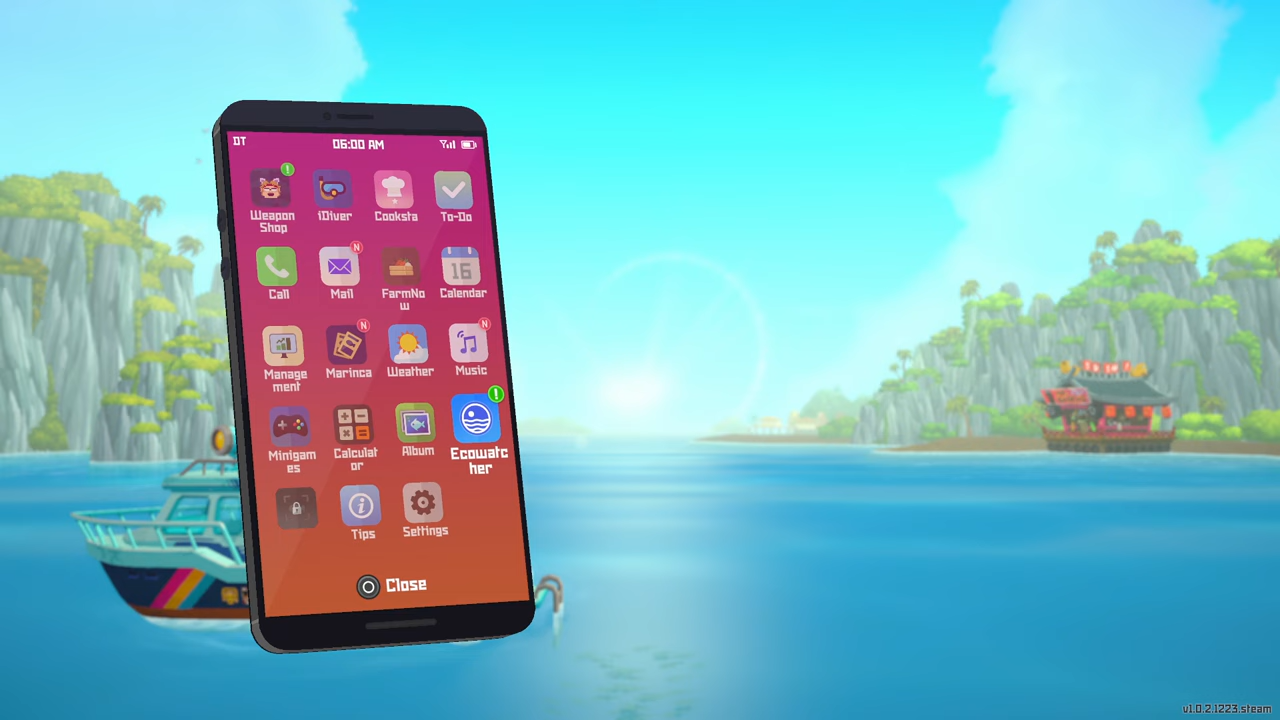 DT
06:00 AM
!
Weapon
Shop
iDiver
Cooksta
To-Do
Call
N
Mail
FarmNo
w
16
Calendar
Manage
ment
N
Marinca
Weather
N
Music
Minigam
es
Calculat
or
Album
!
Ecowatc
her
Tips
Settings
Close
v1.0.2.1223.steam